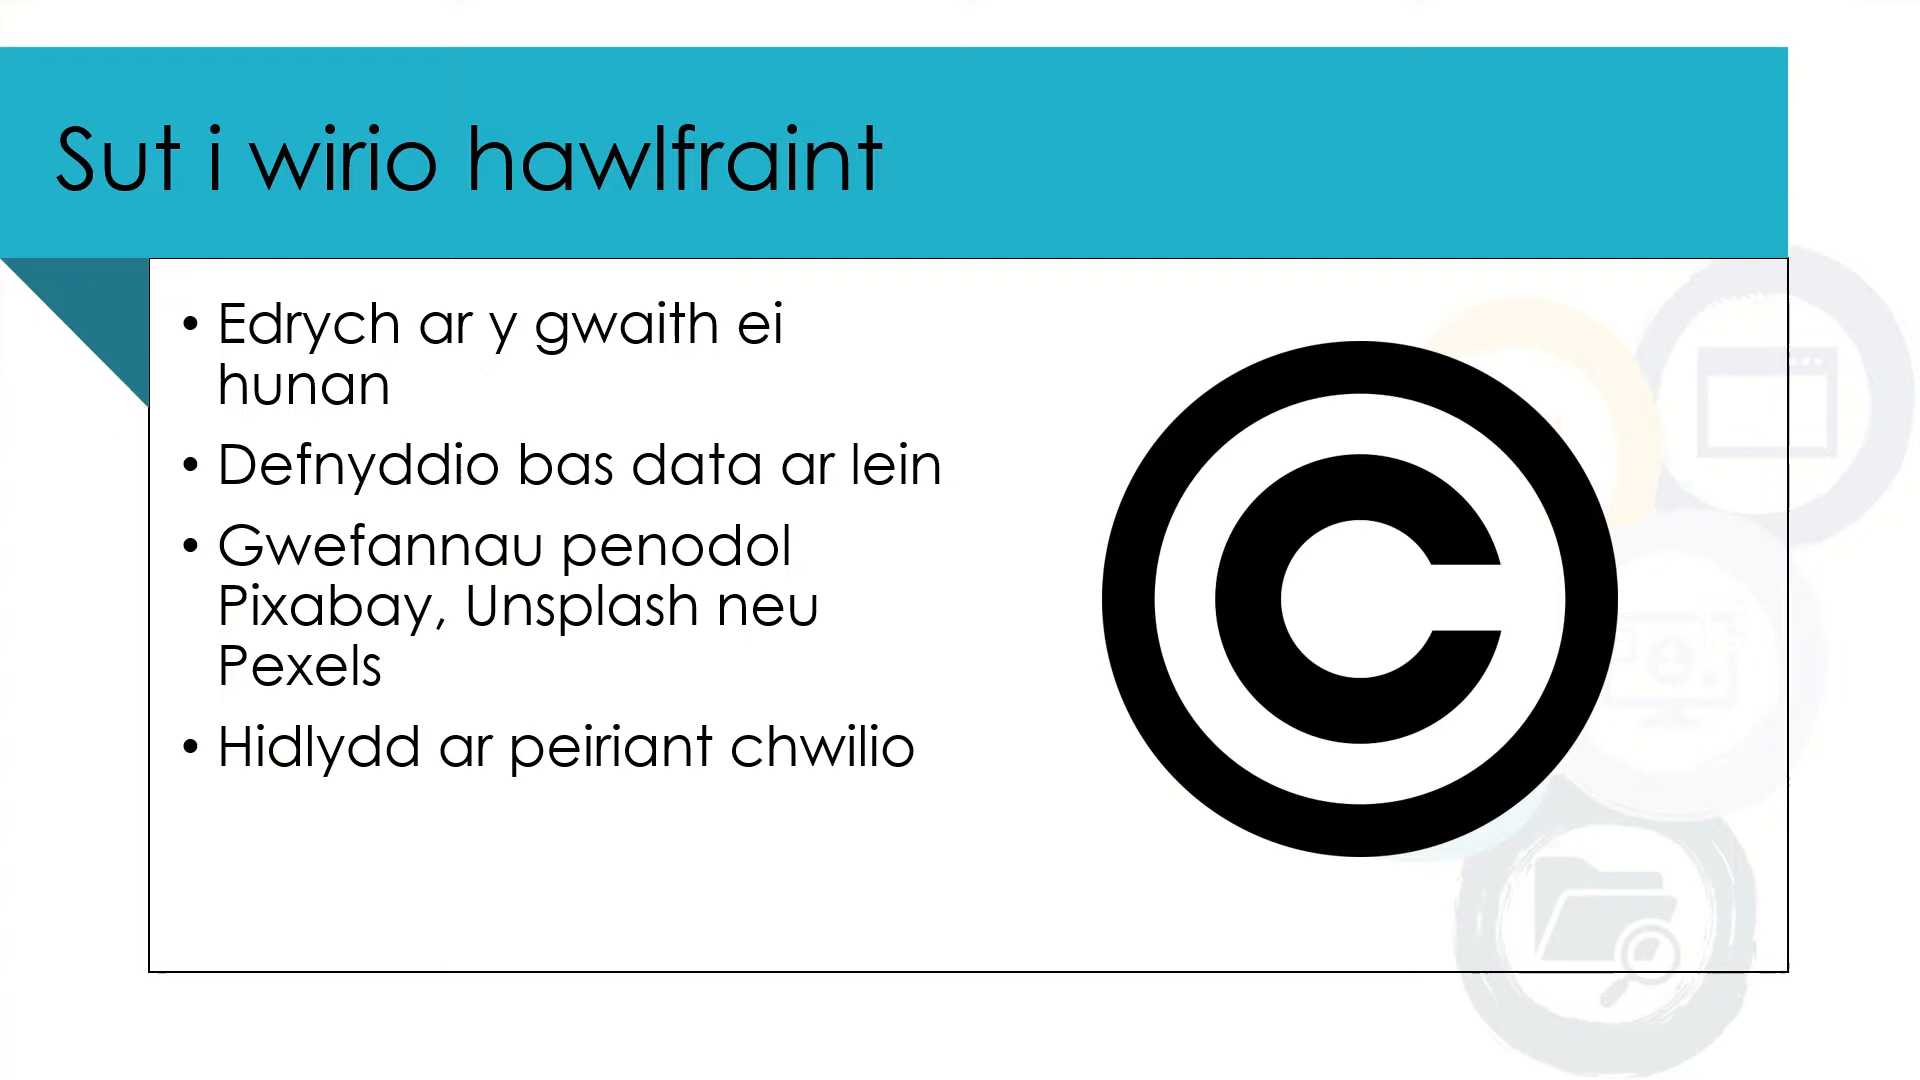 Sut i wirio hawlfraint
• Edrych ar y gwaith ei
hunan
• Defnyddio bas data ar lein
• Gwefannau penodol
Pixabay, Unsplash neu
Pexels
• Hidlydd ar peiriant chwilio